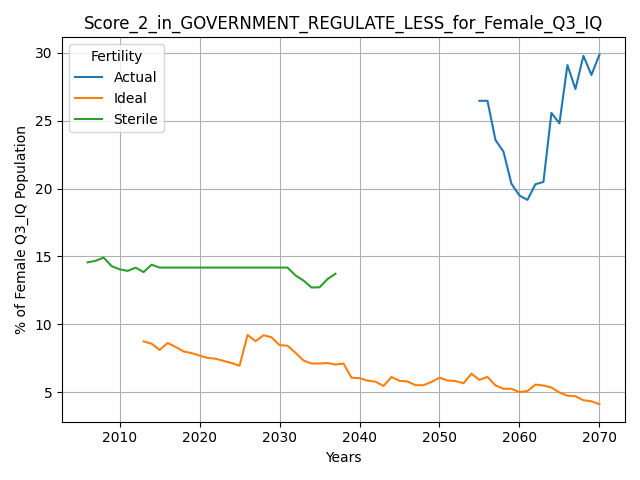 Score_2_in_GOVERNMENT_REGULATE_LESS_for_Female_Q3_IQ
Fertility
Actual
Ideal
Sterile
% of Female Q3_IQ Population
30
25
20
15
10
5
2010 2020 2030 2040 2050 2060 2070
Years